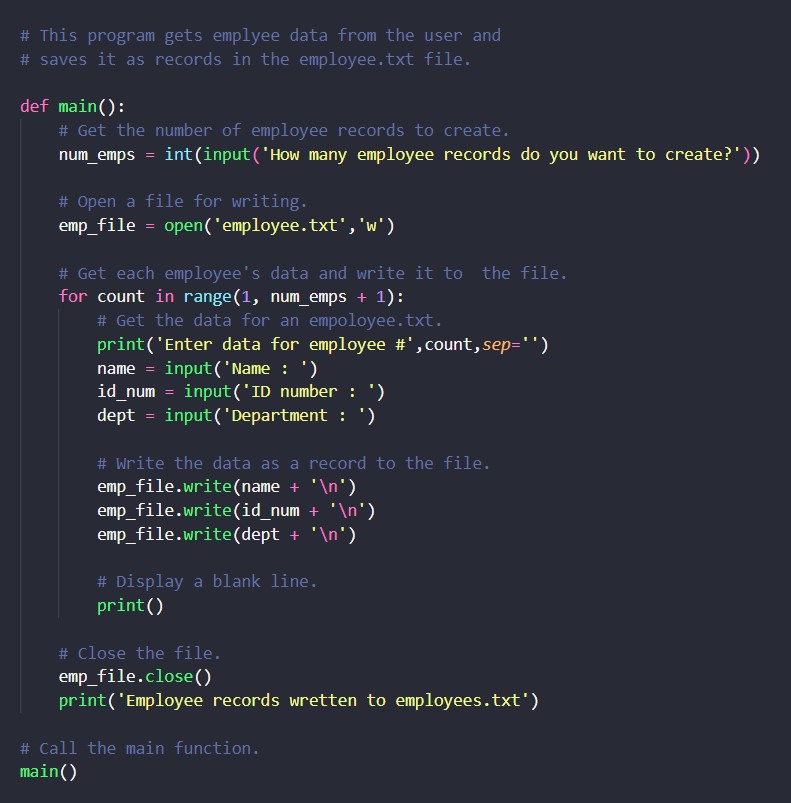 # This program gets emplyee data from the user and
# saves it as records in the employee.txt file.
def main():
# Get the number of employee records to create.
num_emps = int(input('How many employee records do you want to create?'))
# Open a file for writing.
emp_file = open('employee.txt','w')
# Get each employee's data and write it to  the file.
for count in range(1, num_emps + 1):
# Get the data for an empoloyee.txt.
print('Enter data for employee #',count,sep='')
name = input('Name : ')
id_num = input('ID number : ')
dept = input('Department : ')
# Write the data as a record to the file.
emp_file.write(name + '\n')
emp_file.write(id_num + '\n')
emp_file.write(dept + '\n')
# Display a blank line.
print()
# Close the file.
emp_file.close()
print('Employee records wretten to employees.txt')
# Call the main function.
main()